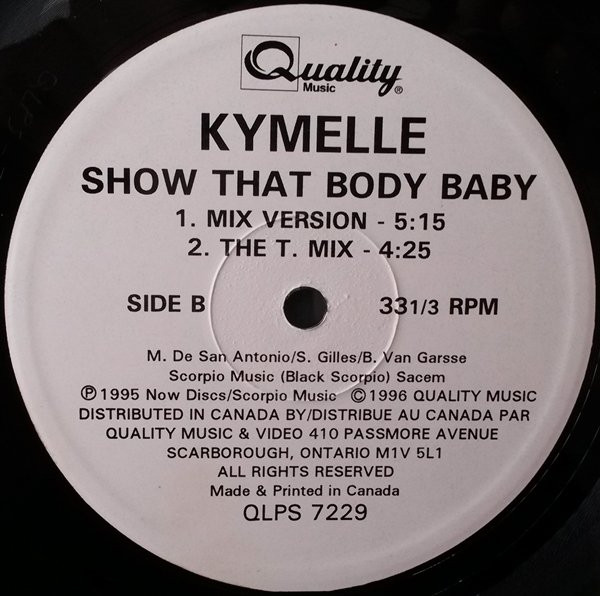 Quality
Music ®
KYMELLE
SHOW THAT BODY BABY
1. MIX VERSION - 5:15
2. THE T. MIX - 4:25
SIDE B
331/3 RPM
M. De San Antonio/S. Gilles/B. Van Garsse
Scorpio Music (Black Scorpio) Sacem
℗ 1995 Now Discs/Scorpio Music © 1996 QUALITY MUSIC
DISTRIBUTED IN CANADA BY/DISTRIBUE AU CANADA PAR
QUALITY MUSIC & VIDEO 410 PASSMORE AVENUE
SCARBOROUGH, ONTARIO M1V 5L1
ALL RIGHTS RESERVED
Made & Printed in Canada
QLPS 7229